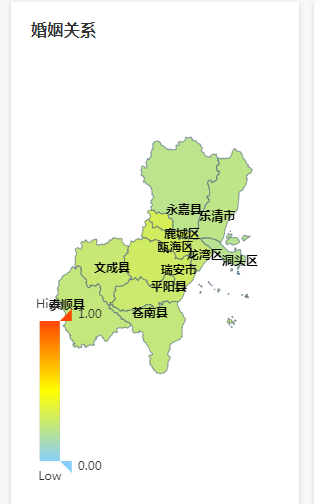 婚姻关系
永嘉县
乐清市
鹿城区
瓯海区
龙湾区
洞头区
文成县
瑞安市
平阳县
泰顺县
苍南县
High
1.00
0.00
Low